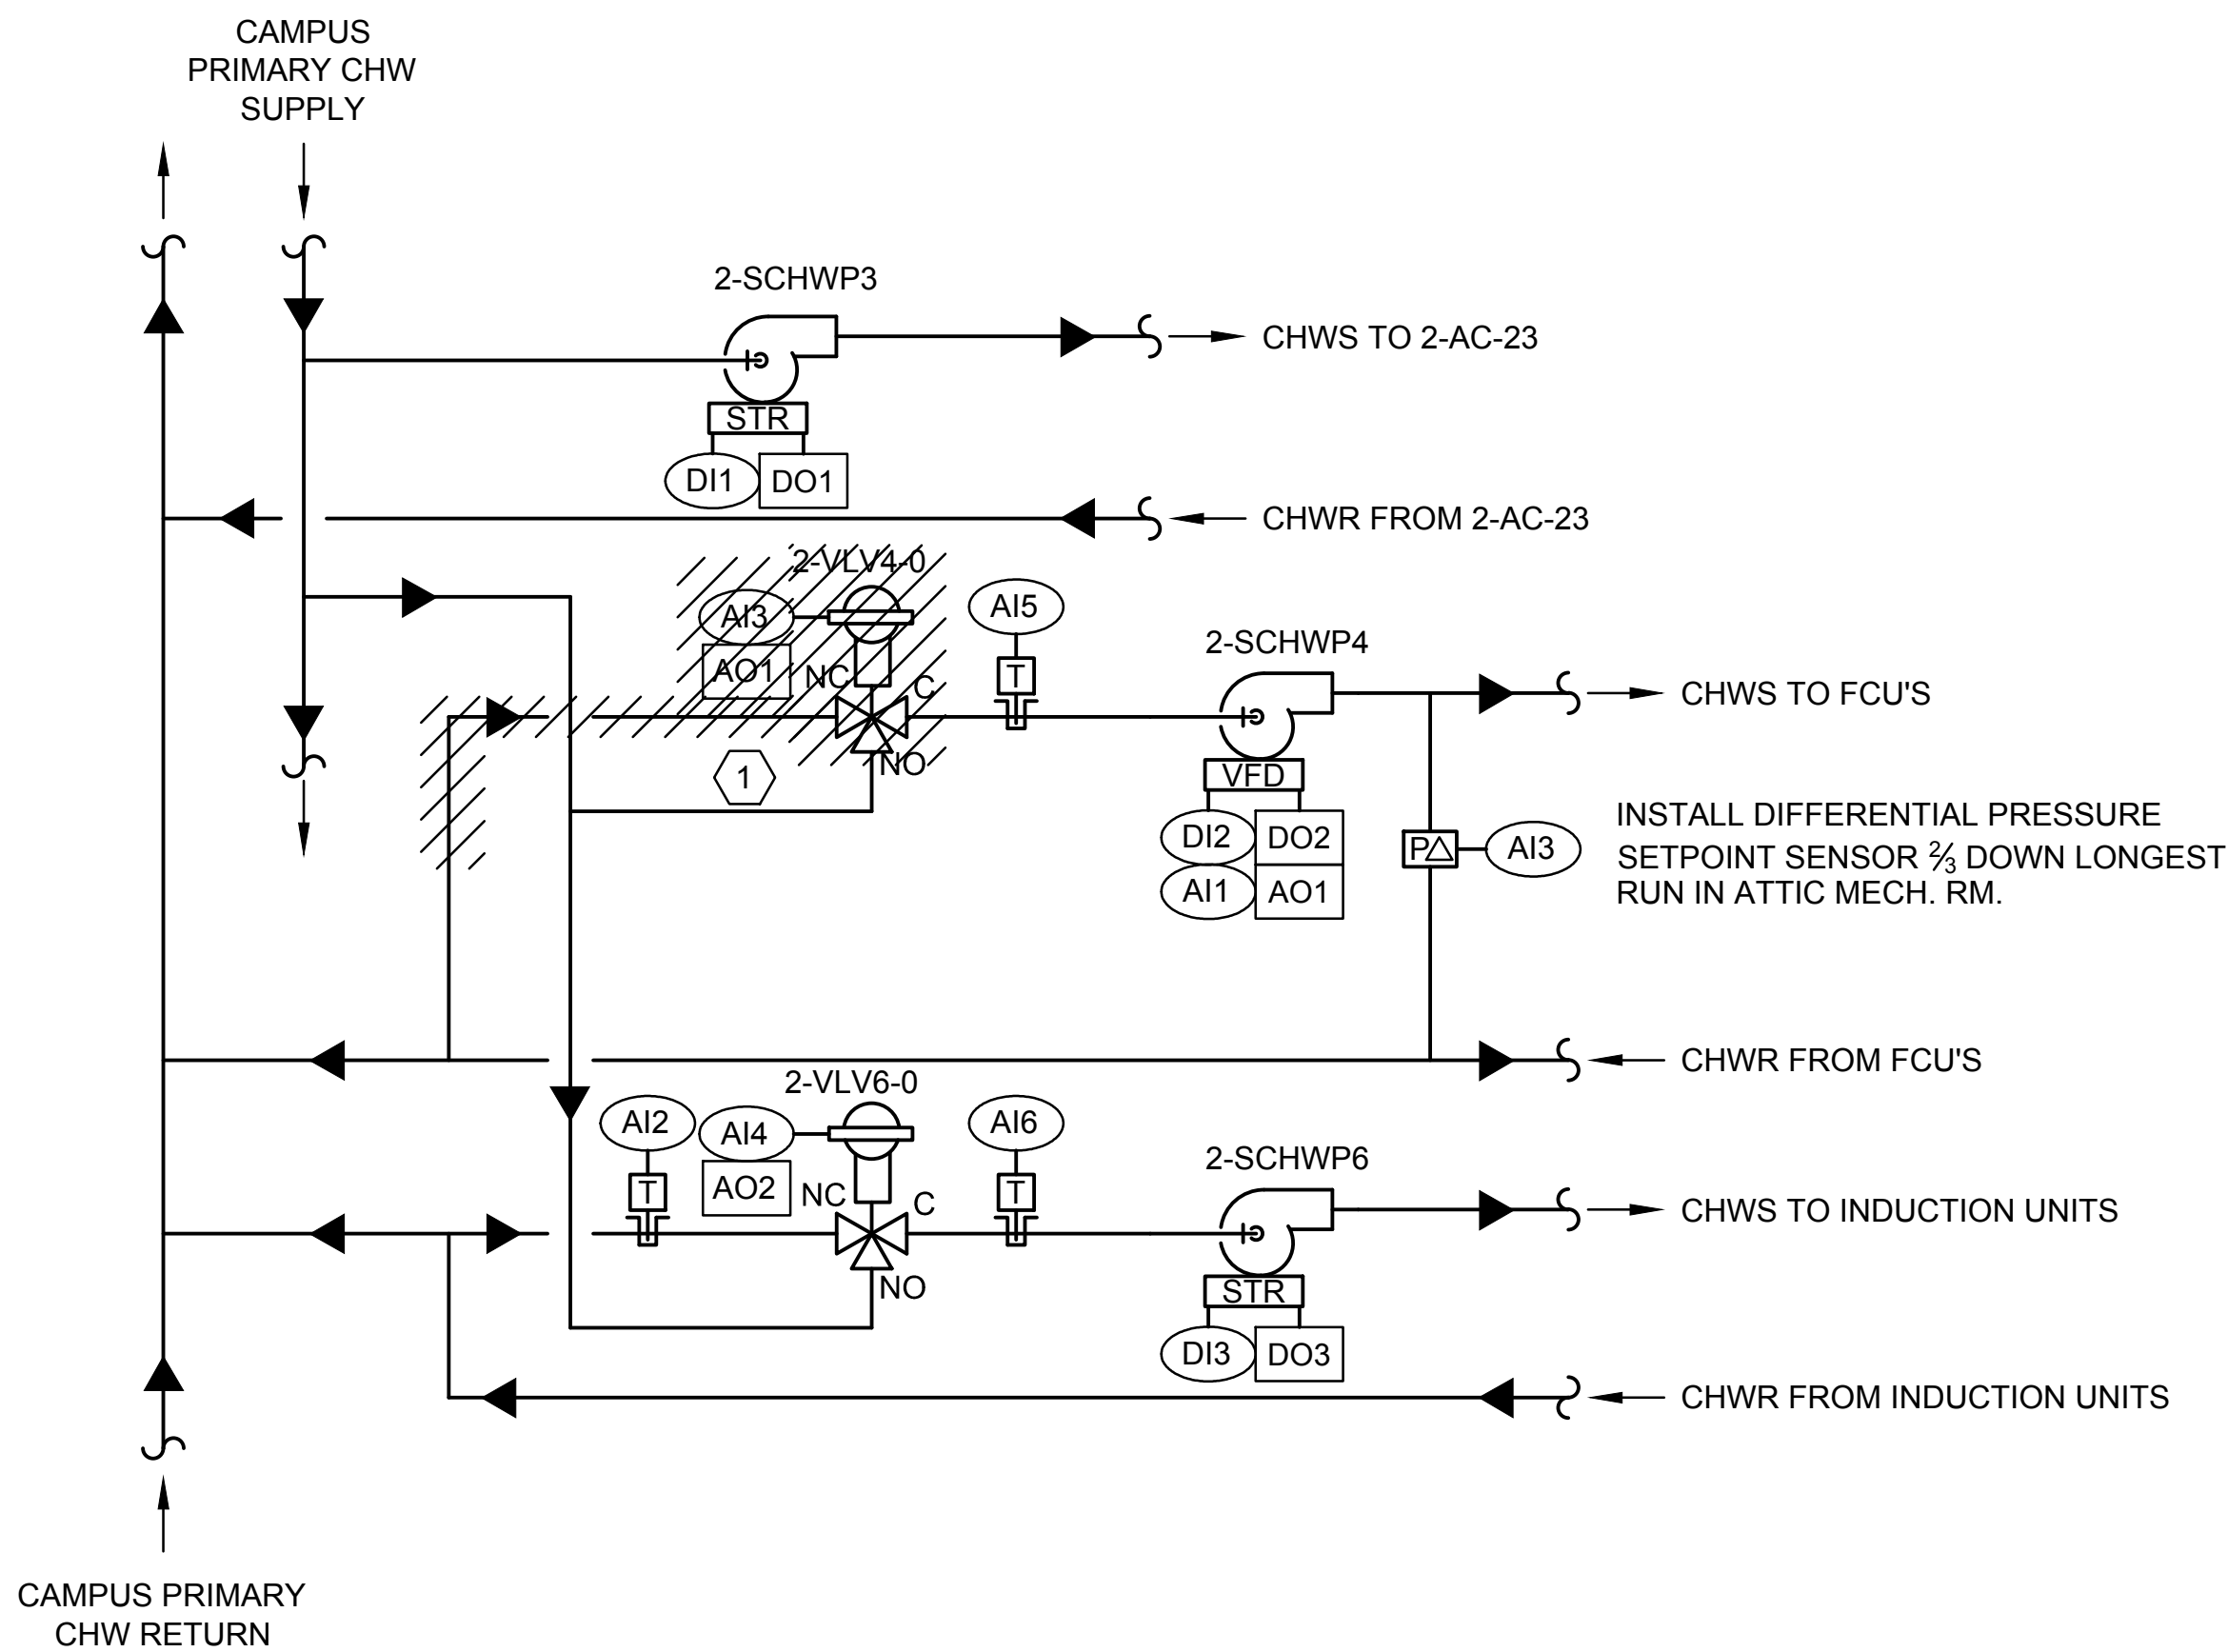 CAMPUS
PRIMARY CHW
SUPPLY
2-SCHWP3
CHWS TO 2-AC-23
STR
DI1
DO1
CHWR FROM 2-AC-23
2-VLV4-0
AI3
AO1
NC
C
NO
1
AI5
T
2-SCHWP4
CHWS TO FCU'S
VFD
DI2
DO2
AI1
AO1
P△
AI3
INSTALL DIFFERENTIAL PRESSURE
SETPOINT SENSOR ⅔ DOWN LONGEST
RUN IN ATTIC MECH. RM.
CHWR FROM FCU'S
2-VLV6-0
AI2
T
AI4
AO2
NC
C
NO
AI6
T
2-SCHWP6
CHWS TO INDUCTION UNITS
STR
DI3
DO3
CHWR FROM INDUCTION UNITS
CAMPUS PRIMARY
CHW RETURN